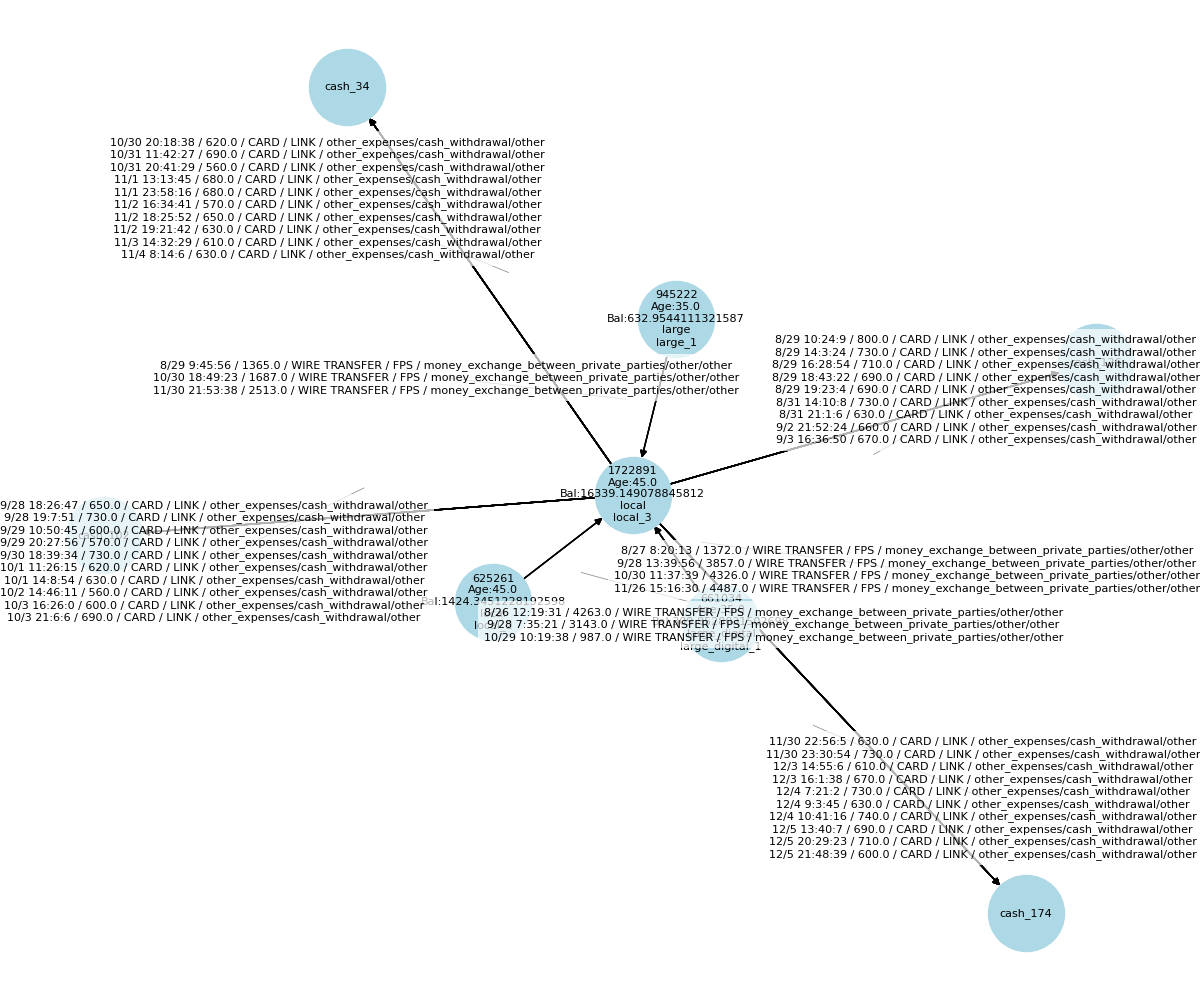 cash_34
10/30 20:18:38 / 620.0 / CARD / LINK / other_expenses/cash_withdrawal/other
10/31 11:42:27 / 690.0 / CARD / LINK / other_expenses/cash_withdrawal/other
10/31 20:41:29 / 560.0 / CARD / LINK / other_expenses/cash_withdrawal/other
11/1 13:13:45 / 680.0 / CARD / LINK / other_expenses/cash_withdrawal/other
11/1 23:58:16 / 680.0 / CARD / LINK / other_expenses/cash_withdrawal/other
11/2 16:34:41 / 570.0 / CARD / LINK / other_expenses/cash_withdrawal/other
11/2 18:25:52 / 650.0 / CARD / LINK / other_expenses/cash_withdrawal/other
11/2 19:21:42 / 630.0 / CARD / LINK / other_expenses/cash_withdrawal/other
11/3 14:32:29 / 610.0 / CARD / LINK / other_expenses/cash_withdrawal/other
11/4 8:14:6 / 630.0 / CARD / LINK / other_expenses/cash_withdrawal/other
945222
Age:35.0
Bal:632.9544111321587
large
large_1
8/29 10:24:9 / 800.0 / CARD / LINK / other_expenses/cash_withdrawal/other
8/29 14:3:24 / 730.0 / CARD / LINK / other_expenses/cash_withdrawal/other
8/29 16:28:54 / 710.0 / CARD / LINK / other_expenses/cash_withdrawal/other
8/29 18:43:22 / 690.0 / CARD / LINK / other_expenses/cash_withdrawal/other
8/29 19:23:4 / 690.0 / CARD / LINK / other_expenses/cash_withdrawal/other
8/31 14:10:8 / 730.0 / CARD / LINK / other_expenses/cash_withdrawal/other
8/31 21:1:6 / 630.0 / CARD / LINK / other_expenses/cash_withdrawal/other
9/2 21:52:24 / 660.0 / CARD / LINK / other_expenses/cash_withdrawal/other
9/3 16:36:50 / 670.0 / CARD / LINK / other_expenses/cash_withdrawal/other
8/29 9:45:56 / 1365.0 / WIRE TRANSFER / FPS / money_exchange_between_private_parties/other/other
10/30 18:49:23 / 1687.0 / WIRE TRANSFER / FPS / money_exchange_between_private_parties/other/other
11/30 21:53:38 / 2513.0 / WIRE TRANSFER / FPS / money_exchange_between_private_parties/other/other
1722891
Age:45.0
Bal:16339.149078845812
local
local_3
9/28 18:26:47 / 650.0 / CARD / LINK / other_expenses/cash_withdrawal/other
9/28 19:7:51 / 730.0 / CARD / LINK / other_expenses/cash_withdrawal/other
9/29 10:50:45 / 600.0 / CARD / LINK / other_expenses/cash_withdrawal/other
9/29 20:27:56 / 570.0 / CARD / LINK / other_expenses/cash_withdrawal/other
9/30 18:39:34 / 730.0 / CARD / LINK / other_expenses/cash_withdrawal/other
10/1 11:26:15 / 620.0 / CARD / LINK / other_expenses/cash_withdrawal/other
10/1 14:8:54 / 630.0 / CARD / LINK / other_expenses/cash_withdrawal/other
10/2 14:46:11 / 560.0 / CARD / LINK / other_expenses/cash_withdrawal/other
10/3 16:26:0 / 600.0 / CARD / LINK / other_expenses/cash_withdrawal/other
10/3 21:6:6 / 690.0 / CARD / LINK / other_expenses/cash_withdrawal/other
625261
Age:45.0
Bal:1424.3451228192598
8/27 8:20:13 / 1372.0 / WIRE TRANSFER / FPS / money_exchange_between_private_parties/other/other
9/28 13:39:56 / 3857.0 / WIRE TRANSFER / FPS / money_exchange_between_private_parties/other/other
10/30 11:37:39 / 4326.0 / WIRE TRANSFER / FPS / money_exchange_between_private_parties/other/other
11/26 15:16:30 / 4487.0 / WIRE TRANSFER / FPS / money_exchange_between_private_parties/other/other
661034
8/26 12:19:31 / 4263.0 / WIRE TRANSFER / FPS / money_exchange_between_private_parties/other/other
9/28 7:35:21 / 3143.0 / WIRE TRANSFER / FPS / money_exchange_between_private_parties/other/other
10/29 10:19:38 / 987.0 / WIRE TRANSFER / FPS / money_exchange_between_private_parties/other/other
large_digital_1
11/30 22:56:5 / 630.0 / CARD / LINK / other_expenses/cash_withdrawal/other
11/30 23:30:54 / 730.0 / CARD / LINK / other_expenses/cash_withdrawal/other
12/3 14:55:6 / 610.0 / CARD / LINK / other_expenses/cash_withdrawal/other
12/3 16:1:38 / 670.0 / CARD / LINK / other_expenses/cash_withdrawal/other
12/4 7:21:2 / 730.0 / CARD / LINK / other_expenses/cash_withdrawal/other
12/4 9:3:45 / 630.0 / CARD / LINK / other_expenses/cash_withdrawal/other
12/4 10:41:16 / 740.0 / CARD / LINK / other_expenses/cash_withdrawal/other
12/5 13:40:7 / 690.0 / CARD / LINK / other_expenses/cash_withdrawal/other
12/5 20:29:23 / 710.0 / CARD / LINK / other_expenses/cash_withdrawal/other
12/5 21:48:39 / 600.0 / CARD / LINK / other_expenses/cash_withdrawal/other
cash_174